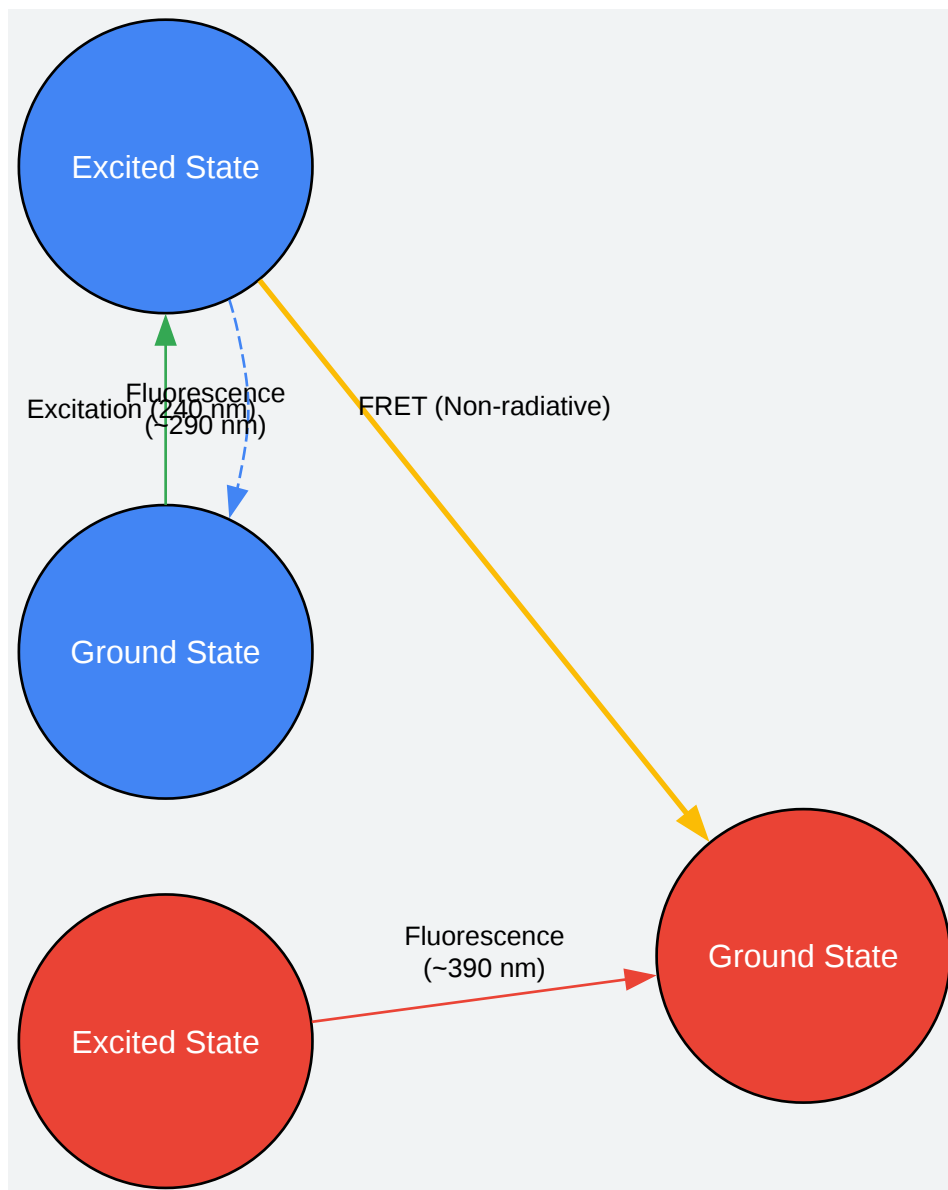 Excited State
Excitation (240 nm)
Fluorescence
(~290 nm)
FRET (Non-radiative)
Ground State
Fluorescence
(~390 nm)
Ground State
Excited State